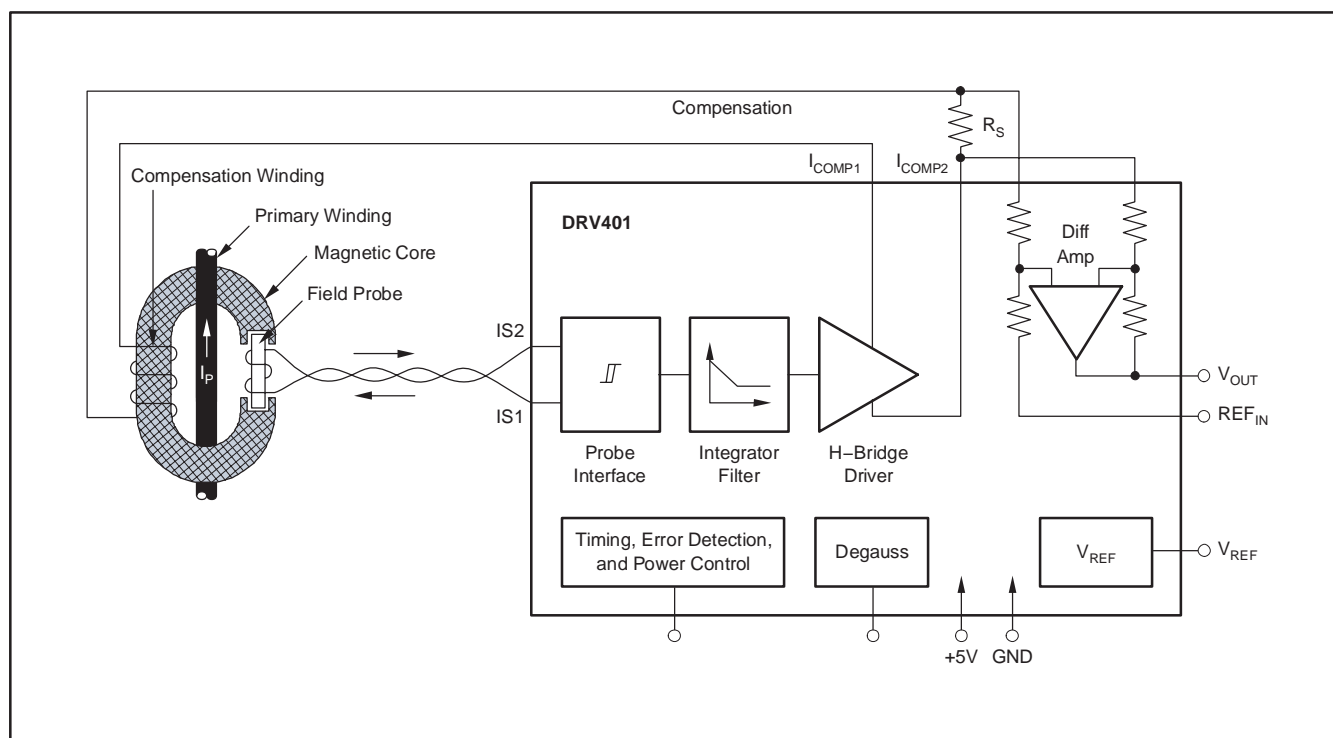 Compensation
R_S
I_COMP1
I_COMP2
Compensation Winding
Primary Winding
Magnetic Core
Field Probe
I_P
DRV401
Diff
Amp
IS2
IS1
Probe
Interface
Integrator
Filter
H−Bridge
Driver
V_OUT
REF_IN
Timing, Error Detection,
and Power Control
Degauss
V_REF
V_REF
+5V
GND